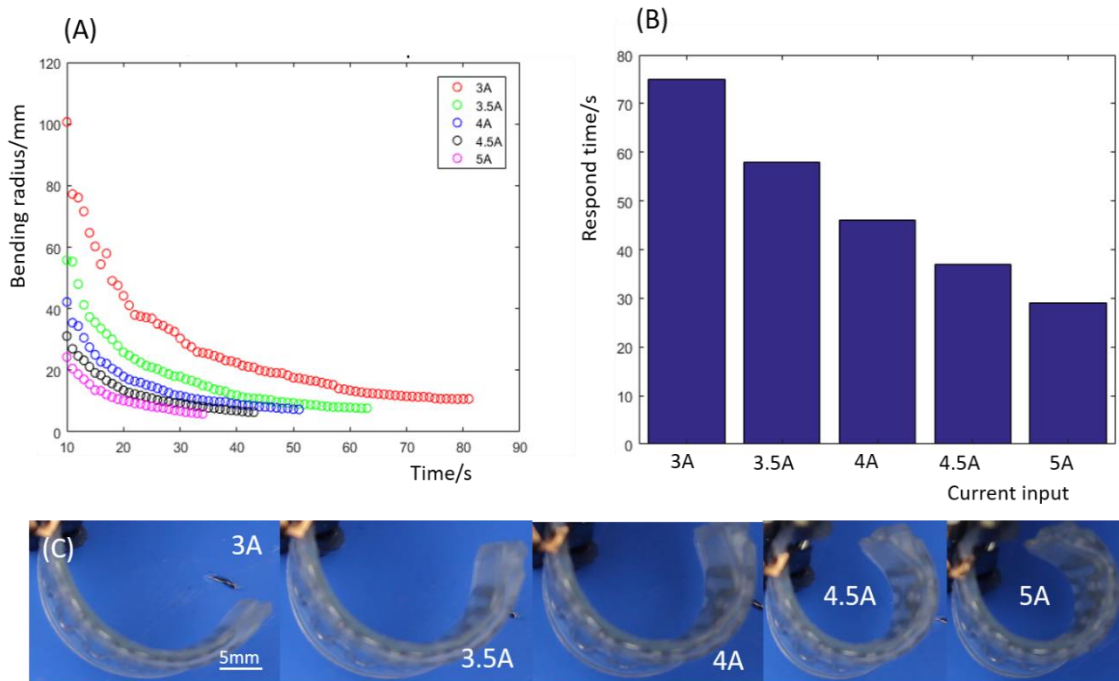 (A)
Bending radius/mm
120
100
80
60
40
20
0
10 20 30 40 50 60 70 80 90
Time/s
3A
3.5A
4A
4.5A
5A
(B)
Respond time/s
80
70
60
50
40
30
20
10
0
3A 3.5A 4A 4.5A 5A
Current input
(C)
3A
5mm
3.5A
4A
4.5A
5A